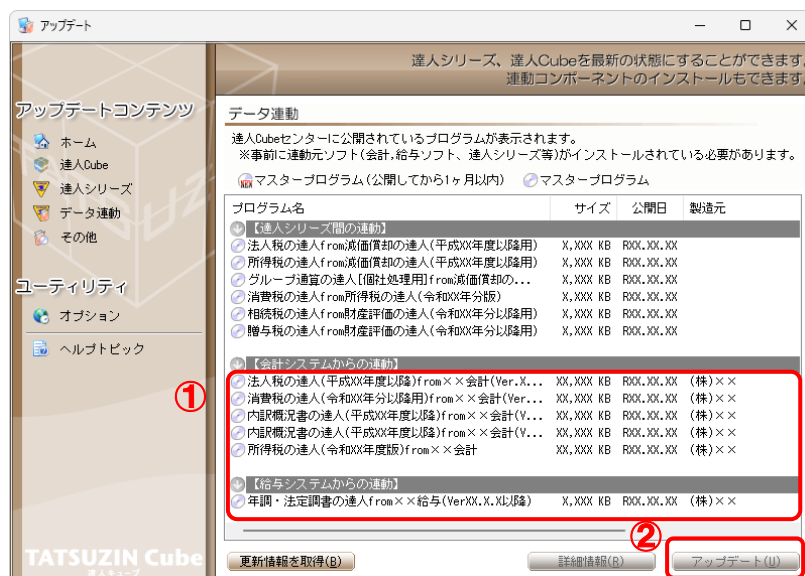 アップデート
達人シリーズ、達人Cubeを最新の状態にすることができます。
連動コンポーネントのインストールもできます。
アップデートコンテンツ
ホーム
達人Cube
達人シリーズ
データ連動
その他
ユーティリティ
オプション
ヘルプトピック
TATSUZIN Cube
達人キューブ
データ連動
達人Cubeセンターに公開されているプログラムが表示されます。
※事前に連動元ソフト(会計,給与ソフト、達人シリーズ等)がインストールされている必要があります。
NEW マスタープログラム(公開してから1ヶ月以内) マスタープログラム
プログラム名 サイズ 公開日 製造元
【達人シリーズ間の連動】
法人税の達人from減価償却の達人(平成XX年度以降用) X,XXX KB RXX.XX.XX
所得税の達人from減価償却の達人(平成XX年度以降用) X,XXX KB RXX.XX.XX
グループ通算の達人[個社処理用]from減価償却の... X,XXX KB RXX.XX.XX
消費税の達人from所得税の達人(令和XX年分版) X,XXX KB RXX.XX.XX
相続税の達人from財産評価の達人(令和XX年分以降用) X,XXX KB RXX.XX.XX
贈与税の達人from財産評価の達人(令和XX年分以降用) X,XXX KB RXX.XX.XX
【会計システムからの連動】
①
法人税の達人(平成XX年度以降)from××会計(Ver.X... XX,XXX KB RXX.XX.XX (株)××
消費税の達人(令和XX年分以降用)from××会計(Ver... XX,XXX KB RXX.XX.XX (株)××
内訳概況書の達人(平成XX年度以降)from××会計(V... XX,XXX KB RXX.XX.XX (株)××
内訳概況書の達人(平成XX年度以降)from××会計(V... XX,XXX KB RXX.XX.XX (株)××
所得税の達人(令和XX年度版)from××会計 XX,XXX KB RXX.XX.XX (株)××
【給与システムからの連動】
年調・法定調書の達人from××給与(VerXX.X.X以降) X,XXX KB RXX.XX.XX (株)××
②
更新情報を取得(B) 詳細情報(R) アップデート(U)